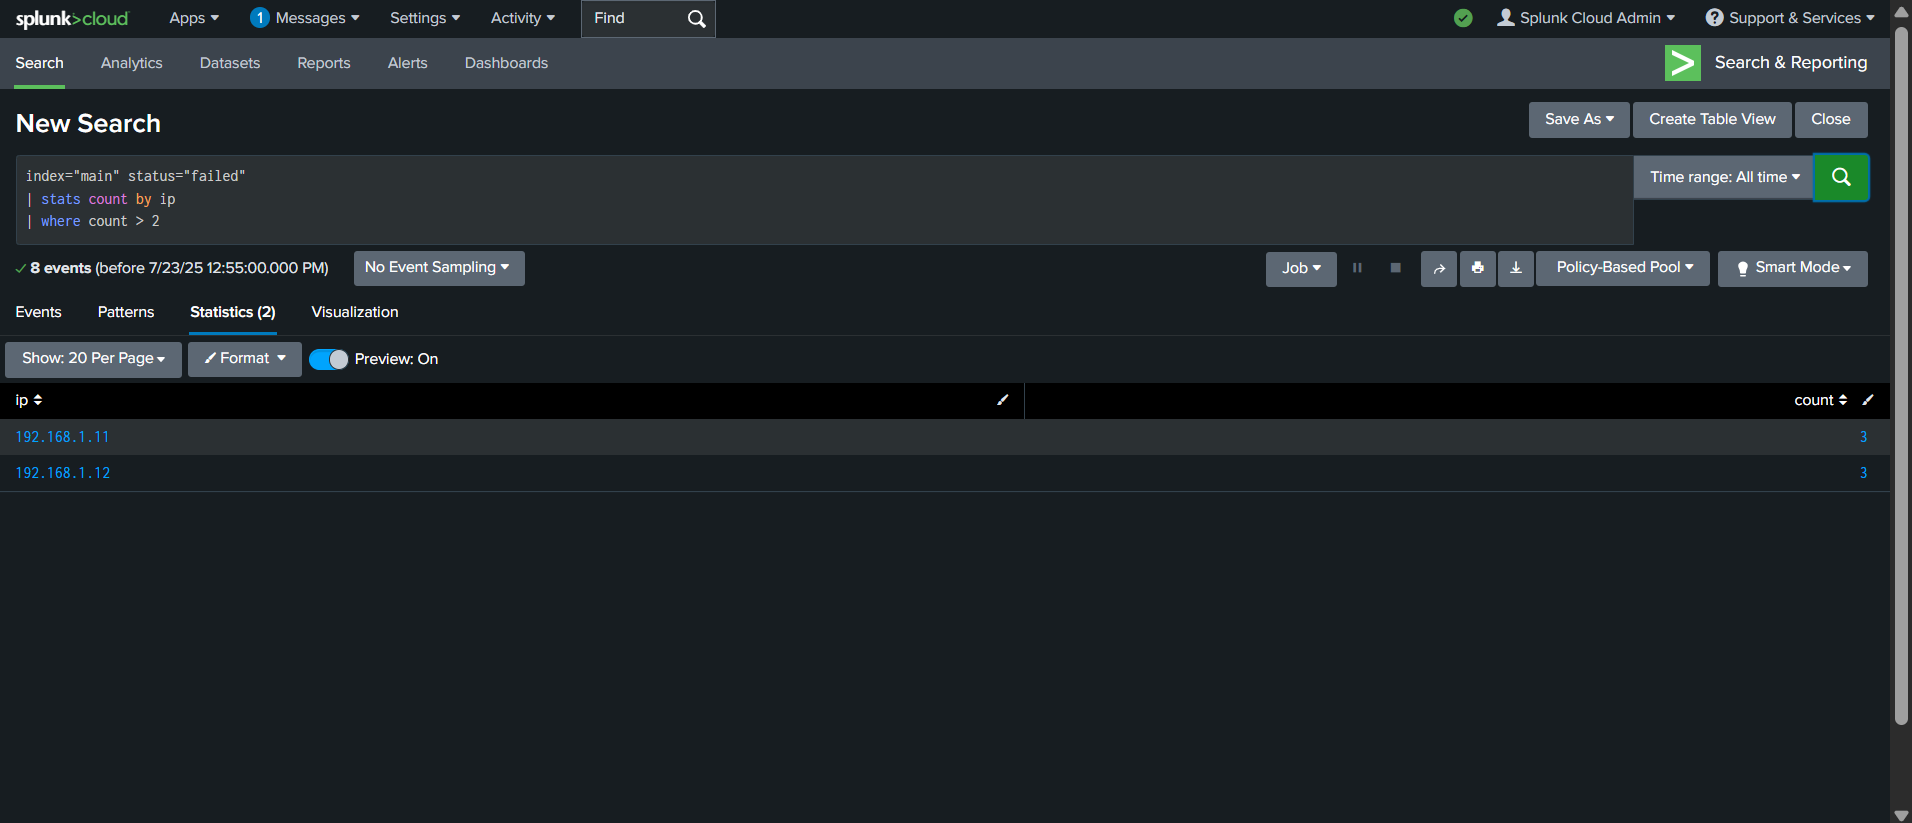 splunk>cloud Apps 1 Messages Settings Activity Find Splunk Cloud Admin ? Support & Services
Search Analytics Datasets Reports Alerts Dashboards > Search & Reporting
New Search Save As Create Table View Close
index="main" status="failed"
| stats count by ip
| where count > 2
Time range: All time
8 events (before 7/23/25 12:55:00.000 PM) No Event Sampling Job Policy-Based Pool Smart Mode
Events Patterns Statistics (2) Visualization
Show: 20 Per Page Format Preview: On
ip count
192.168.1.11 3
192.168.1.12 3